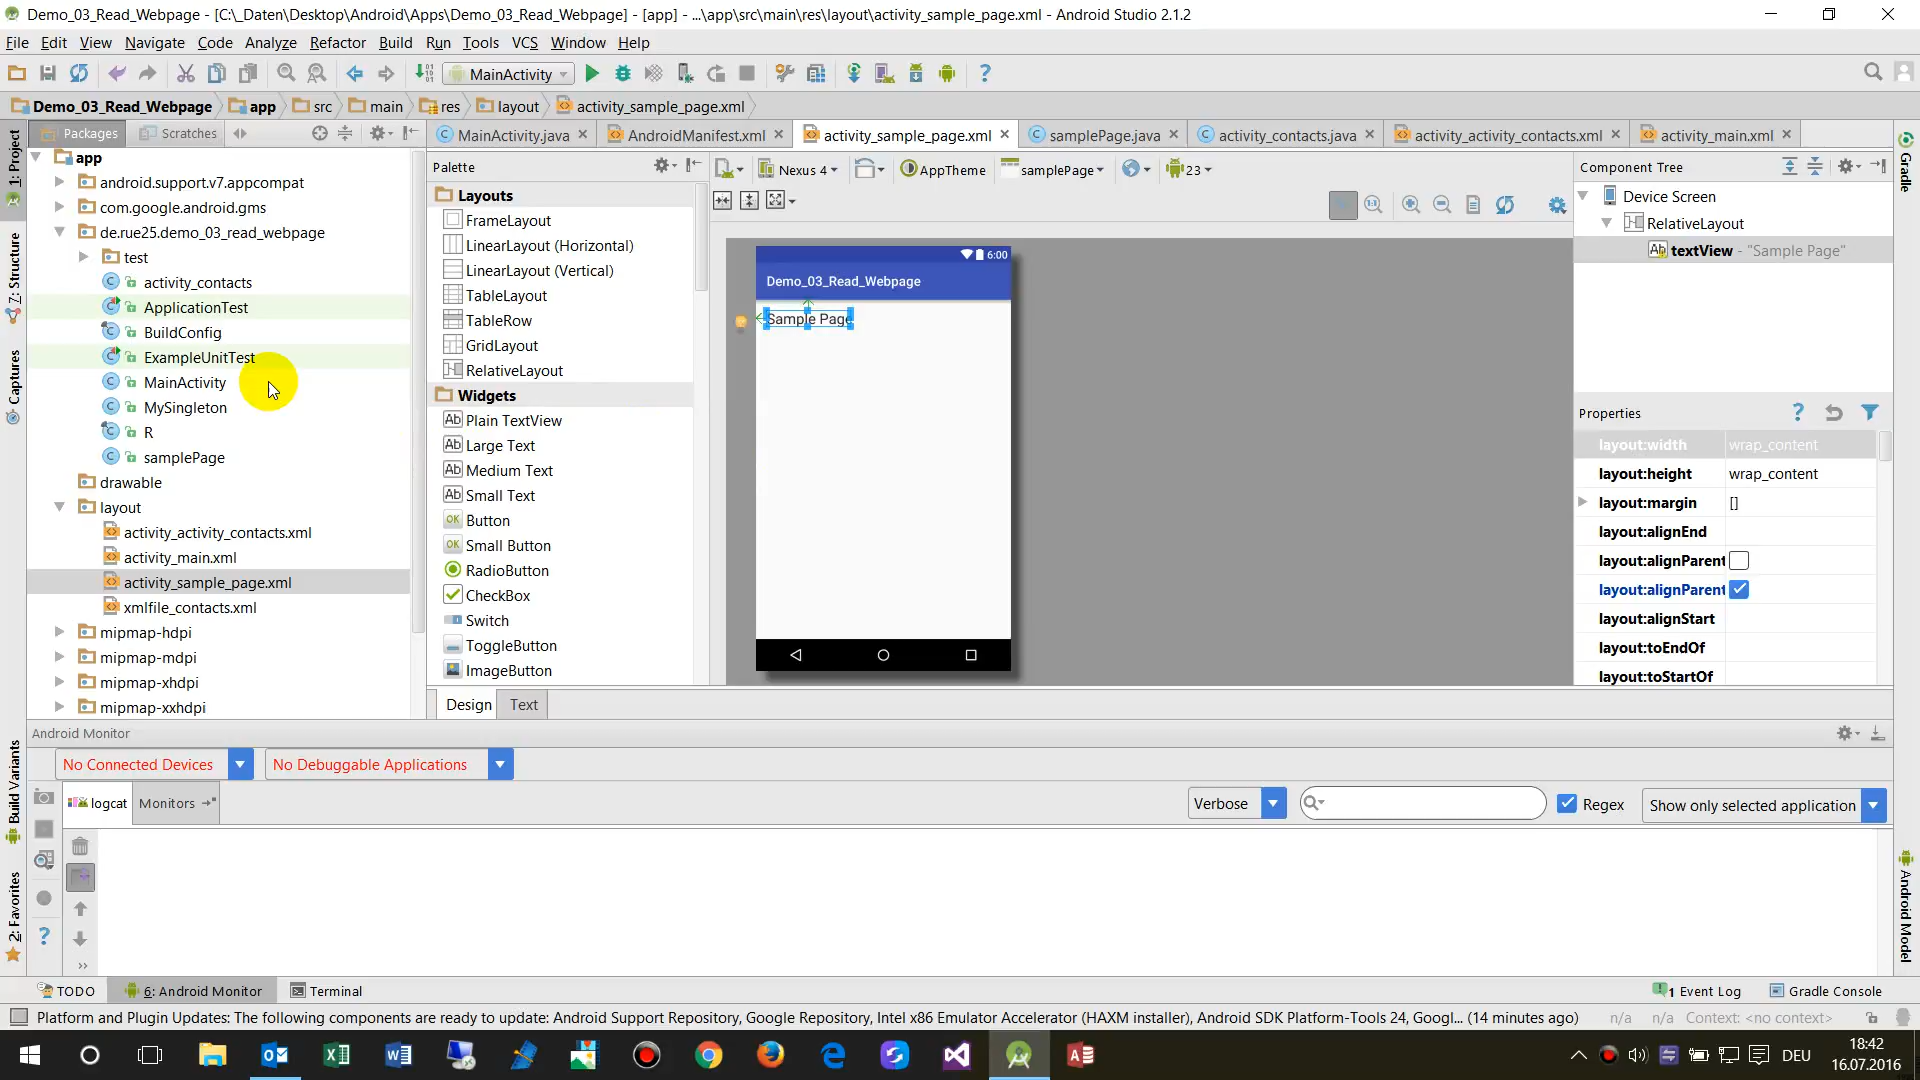 Demo_03_Read_Webpage - [C:\_Daten\Desktop\Android\Apps\Demo_03_Read_Webpage] - [app] - ...\app\src\main\res\layout\activity_sample_page.xml - Android Studio 2.1.2
File Edit View Navigate Code Analyze Refactor Build Run Tools VCS Window Help
MainActivity
Demo_03_Read_Webpage app src main res layout activity_sample_page.xml
Packages Scratches
MainActivity.java AndroidManifest.xml activity_sample_page.xml samplePage.java activity_contacts.java activity_activity_contacts.xml activity_main.xml
1: Project
7: Structure
Captures
Build Variants
2: Favorites
app
android.support.v7.appcompat
com.google.android.gms
de.rue25.demo_03_read_webpage
test
activity_contacts
ApplicationTest
BuildConfig
ExampleUnitTest
MainActivity
MySingleton
R
samplePage
drawable
layout
activity_activity_contacts.xml
activity_main.xml
activity_sample_page.xml
xmlfile_contacts.xml
mipmap-hdpi
mipmap-mdpi
mipmap-xhdpi
mipmap-xxhdpi
Palette
Layouts
FrameLayout
LinearLayout (Horizontal)
LinearLayout (Vertical)
TableLayout
TableRow
GridLayout
RelativeLayout
Widgets
Plain TextView
Large Text
Medium Text
Small Text
Button
Small Button
RadioButton
CheckBox
Switch
ToggleButton
ImageButton
Design Text
Nexus 4 AppTheme samplePage 23
6:00
Demo_03_Read_Webpage
Sample Page
Component Tree
Device Screen
RelativeLayout
textView - "Sample Page"
Properties
layout:width wrap_content
layout:height wrap_content
layout:margin []
layout:alignEnd
layout:alignParent
layout:alignParent
layout:alignStart
layout:toEndOf
layout:toStartOf
Gradle
Android Model
Android Monitor
No Connected Devices No Debuggable Applications
logcat Monitors
Verbose Regex Show only selected application
TODO 6: Android Monitor Terminal 1 Event Log Gradle Console
Platform and Plugin Updates: The following components are ready to update: Android Support Repository, Google Repository, Intel x86 Emulator Accelerator (HAXM installer), Android SDK Platform-Tools 24, Googl... (14 minutes ago) n/a n/a Context: <no context>
DEU
18:42
16.07.2016